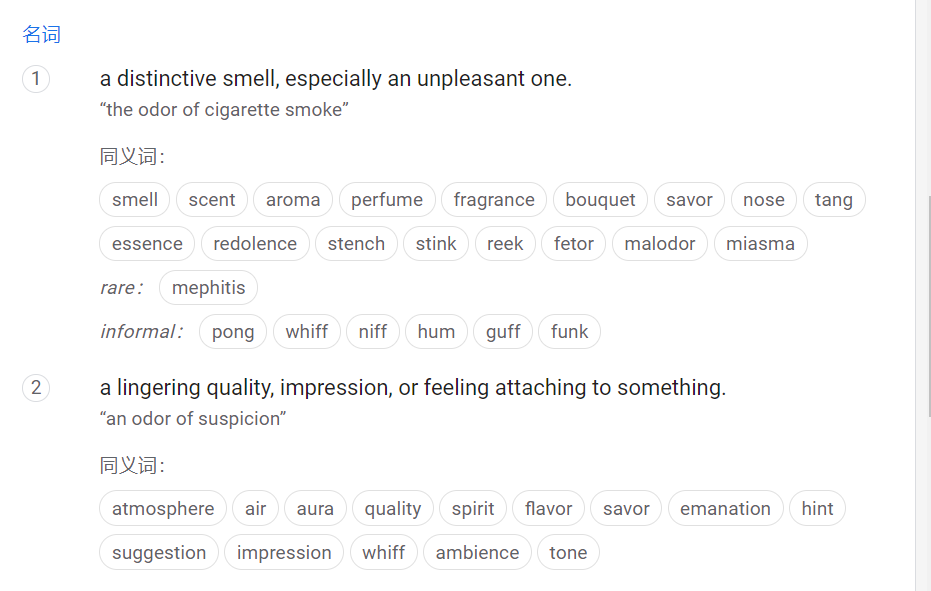 名词
1 a distinctive smell, especially an unpleasant one.
“the odor of cigarette smoke”
同义词：
smell scent aroma perfume fragrance bouquet savor nose tang
essence redolence stench stink reek fetor malodor miasma
rare： mephitis
informal： pong whiff niff hum guff funk
2 a lingering quality, impression, or feeling attaching to something.
“an odor of suspicion”
同义词：
atmosphere air aura quality spirit flavor savor emanation hint
suggestion impression whiff ambience tone